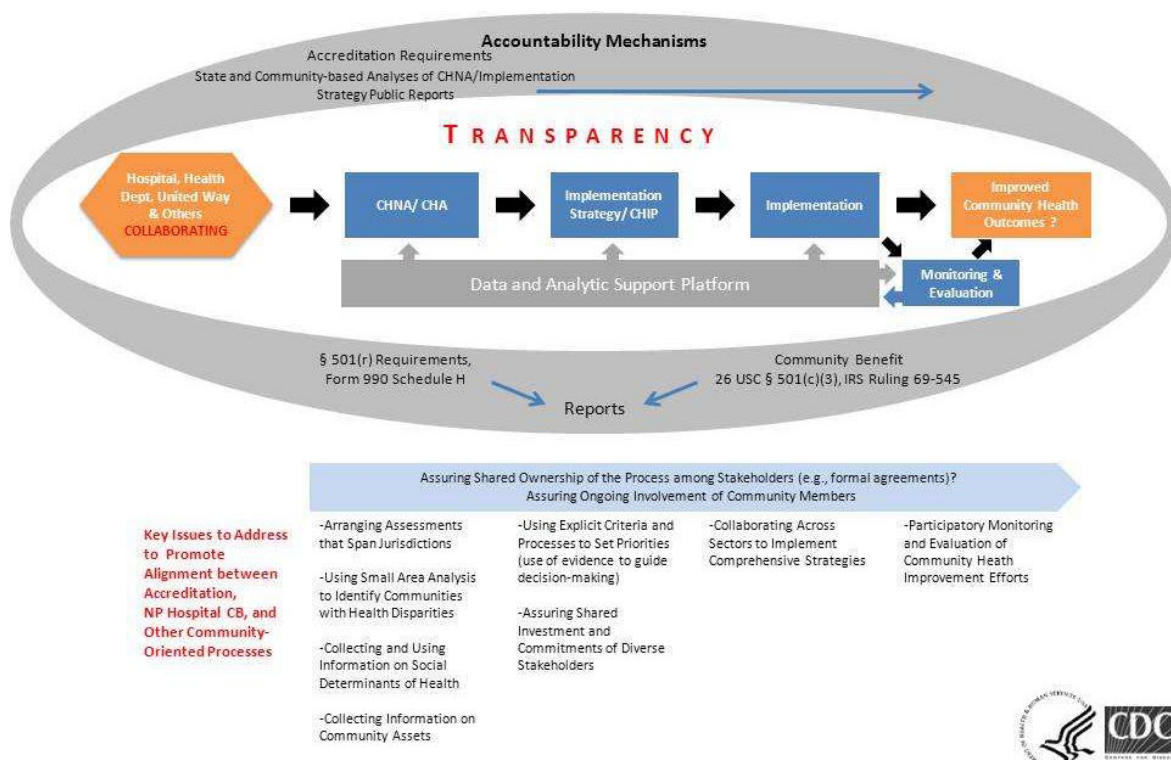 Accountability Mechanisms
Accreditation Requirements
State and Community-based Analyses of CHNA/Implementation
Strategy Public Reports
TRANSPARENCY
Hospital, Health
Dept, United Way
& Others
COLLABORATING
CHNA/ CHA
Implementation
Strategy/ CHIP
Implementation
Improved
Community Health
Outcomes ?
Data and Analytic Support Platform
Monitoring &
Evaluation
§ 501(r) Requirements,
Form 990 Schedule H
Community Benefit
26 USC § 501(c)(3), IRS Ruling 69-545
Reports
Assuring Shared Ownership of the Process among Stakeholders (e.g., formal agreements)?
Assuring Ongoing Involvement of Community Members
Key Issues to Address
to Promote
Alignment between
Accreditation,
NP Hospital CB, and
Other Community-
Oriented Processes
-Arranging Assessments
that Span Jurisdictions
-Using Small Area Analysis
to Identify Communities
with Health Disparities
-Collecting and Using
Information on Social
Determinants of Health
-Collecting Information on
Community Assets
-Using Explicit Criteria and
Processes to Set Priorities
(use of evidence to guide
decision-making)
-Assuring Shared
Investment and
Commitments of Diverse
Stakeholders
-Collaborating Across
Sectors to Implement
Comprehensive Strategies
-Participatory Monitoring
and Evaluation of
Community Heath
Improvement Efforts
CDC